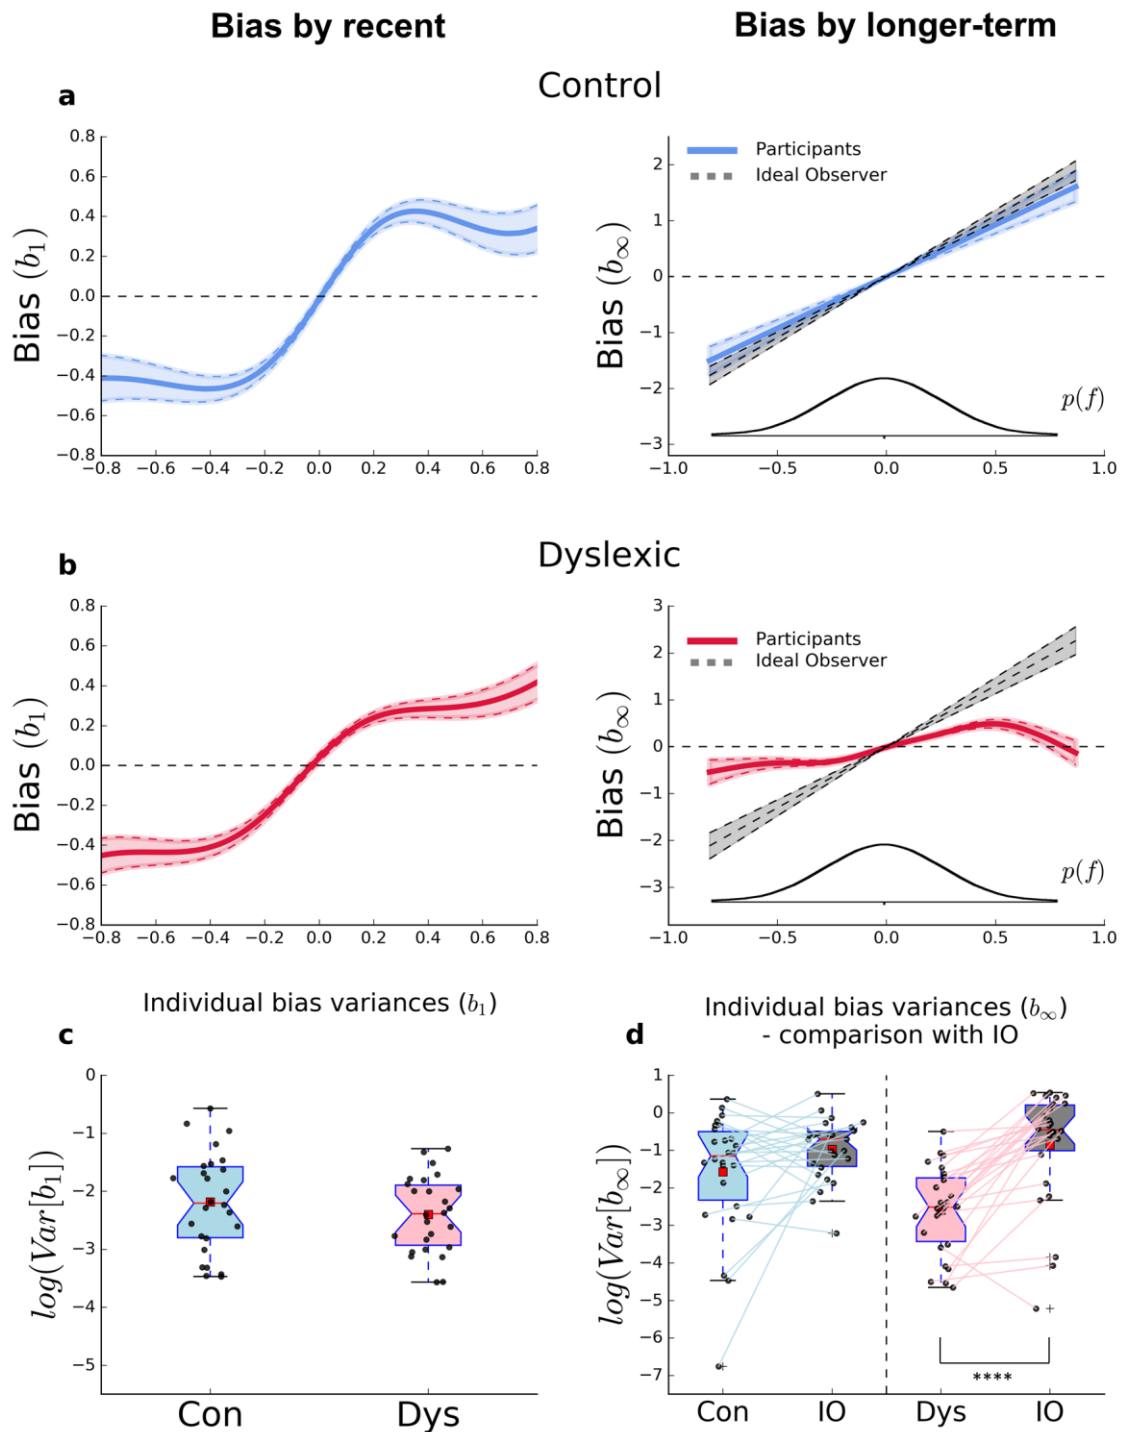 Bias by recent
Bias by longer-term
Control
a
0.8
0.6
0.4
0.2
0.0
−0.2
−0.4
−0.6
−0.8
Bias (b₁)
−0.8 −0.6 −0.4 −0.2 0.0 0.2 0.4 0.6 0.8
Participants
Ideal Observer
2
1
0
−1
−2
−3
Bias (b∞)
p(f)
−1.0 −0.5 0.0 0.5 1.0
Dyslexic
b
0.8
0.6
0.4
0.2
0.0
−0.2
−0.4
−0.6
−0.8
Bias (b₁)
−0.8 −0.6 −0.4 −0.2 0.0 0.2 0.4 0.6 0.8
Participants
Ideal Observer
3
2
1
0
−1
−2
−3
Bias (b∞)
p(f)
−1.0 −0.5 0.0 0.5 1.0
Individual bias variances (b₁)
c
0
−1
−2
−3
−4
−5
log(Var[b₁])
Con Dys
Individual bias variances (b∞)
- comparison with IO
d
1
0
−1
−2
−3
−4
−5
−6
−7
log(Var[b∞])
****
Con IO Dys IO